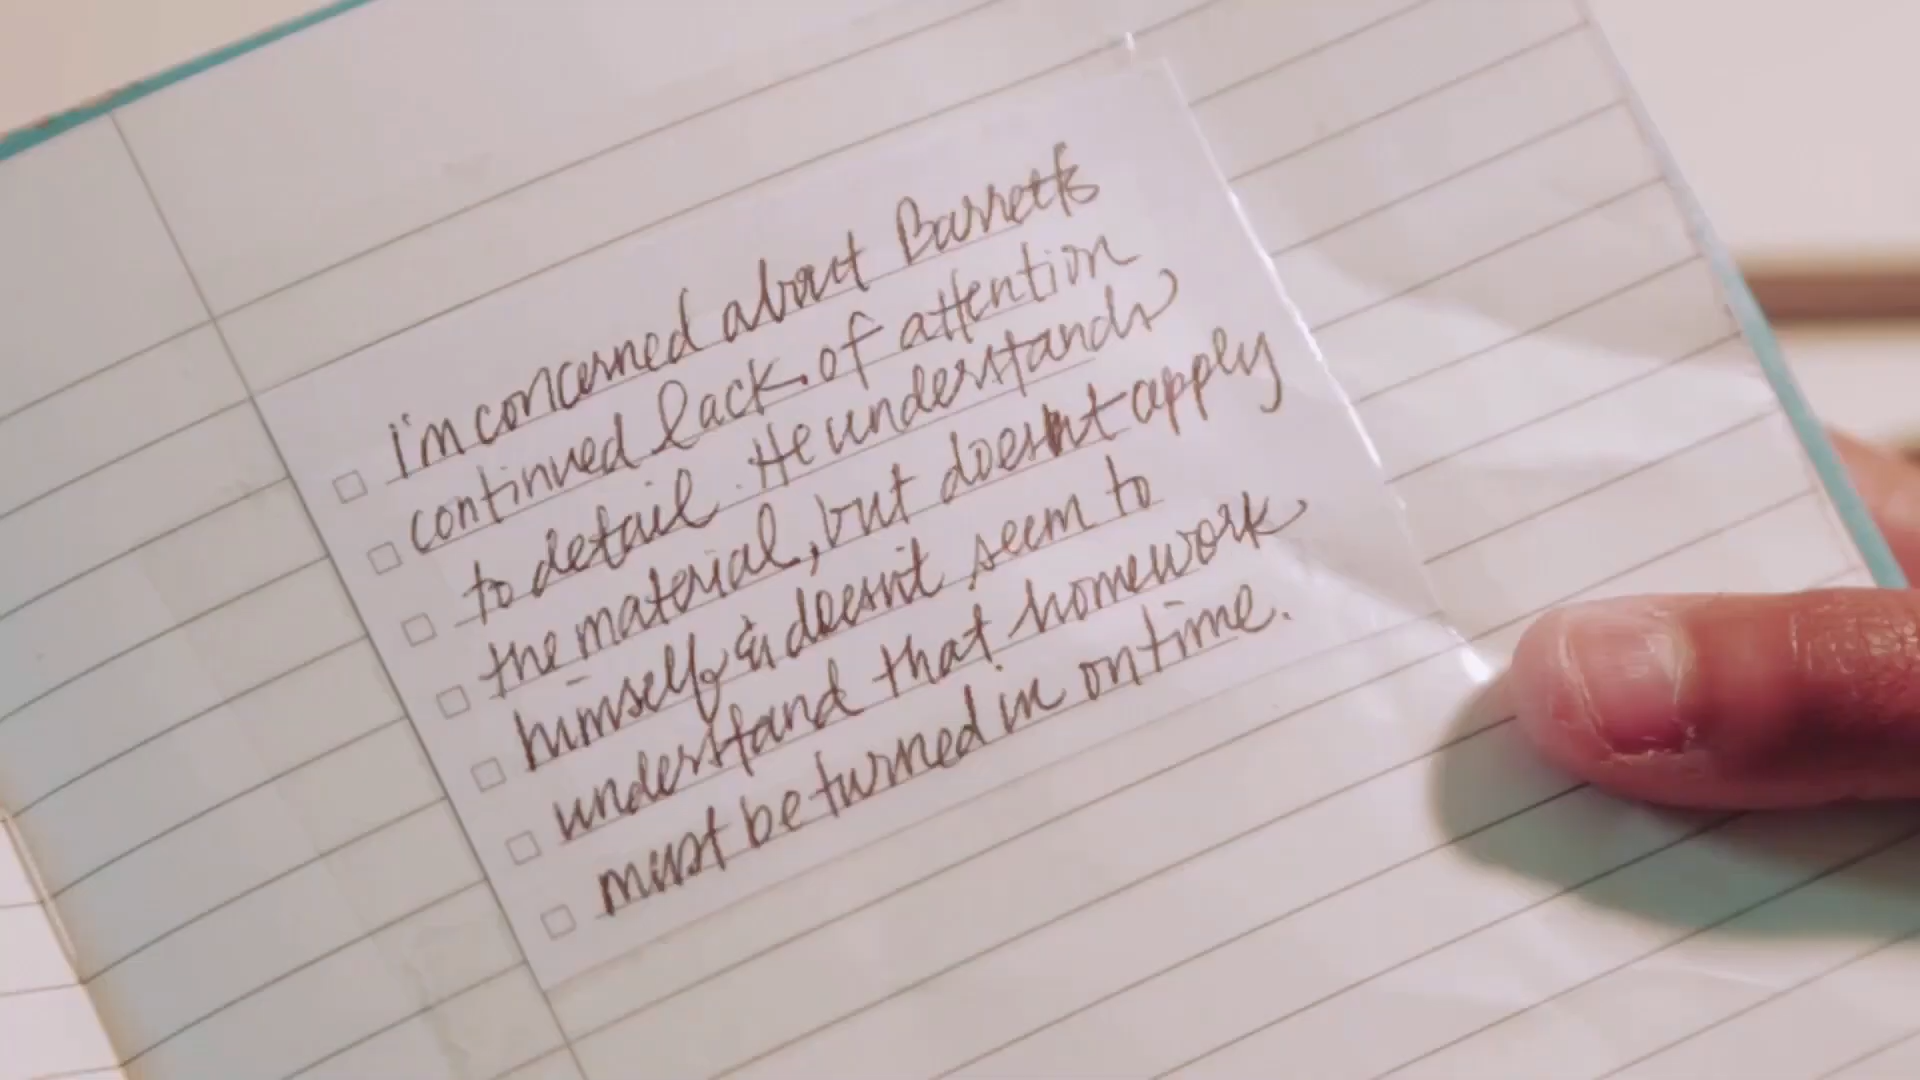 i'm concerned about Barrett's
continued lack of attention
to detail. He understands
the material, but doesn't apply
himself & doesn't seem to
understand that homework
must be turned in on time.